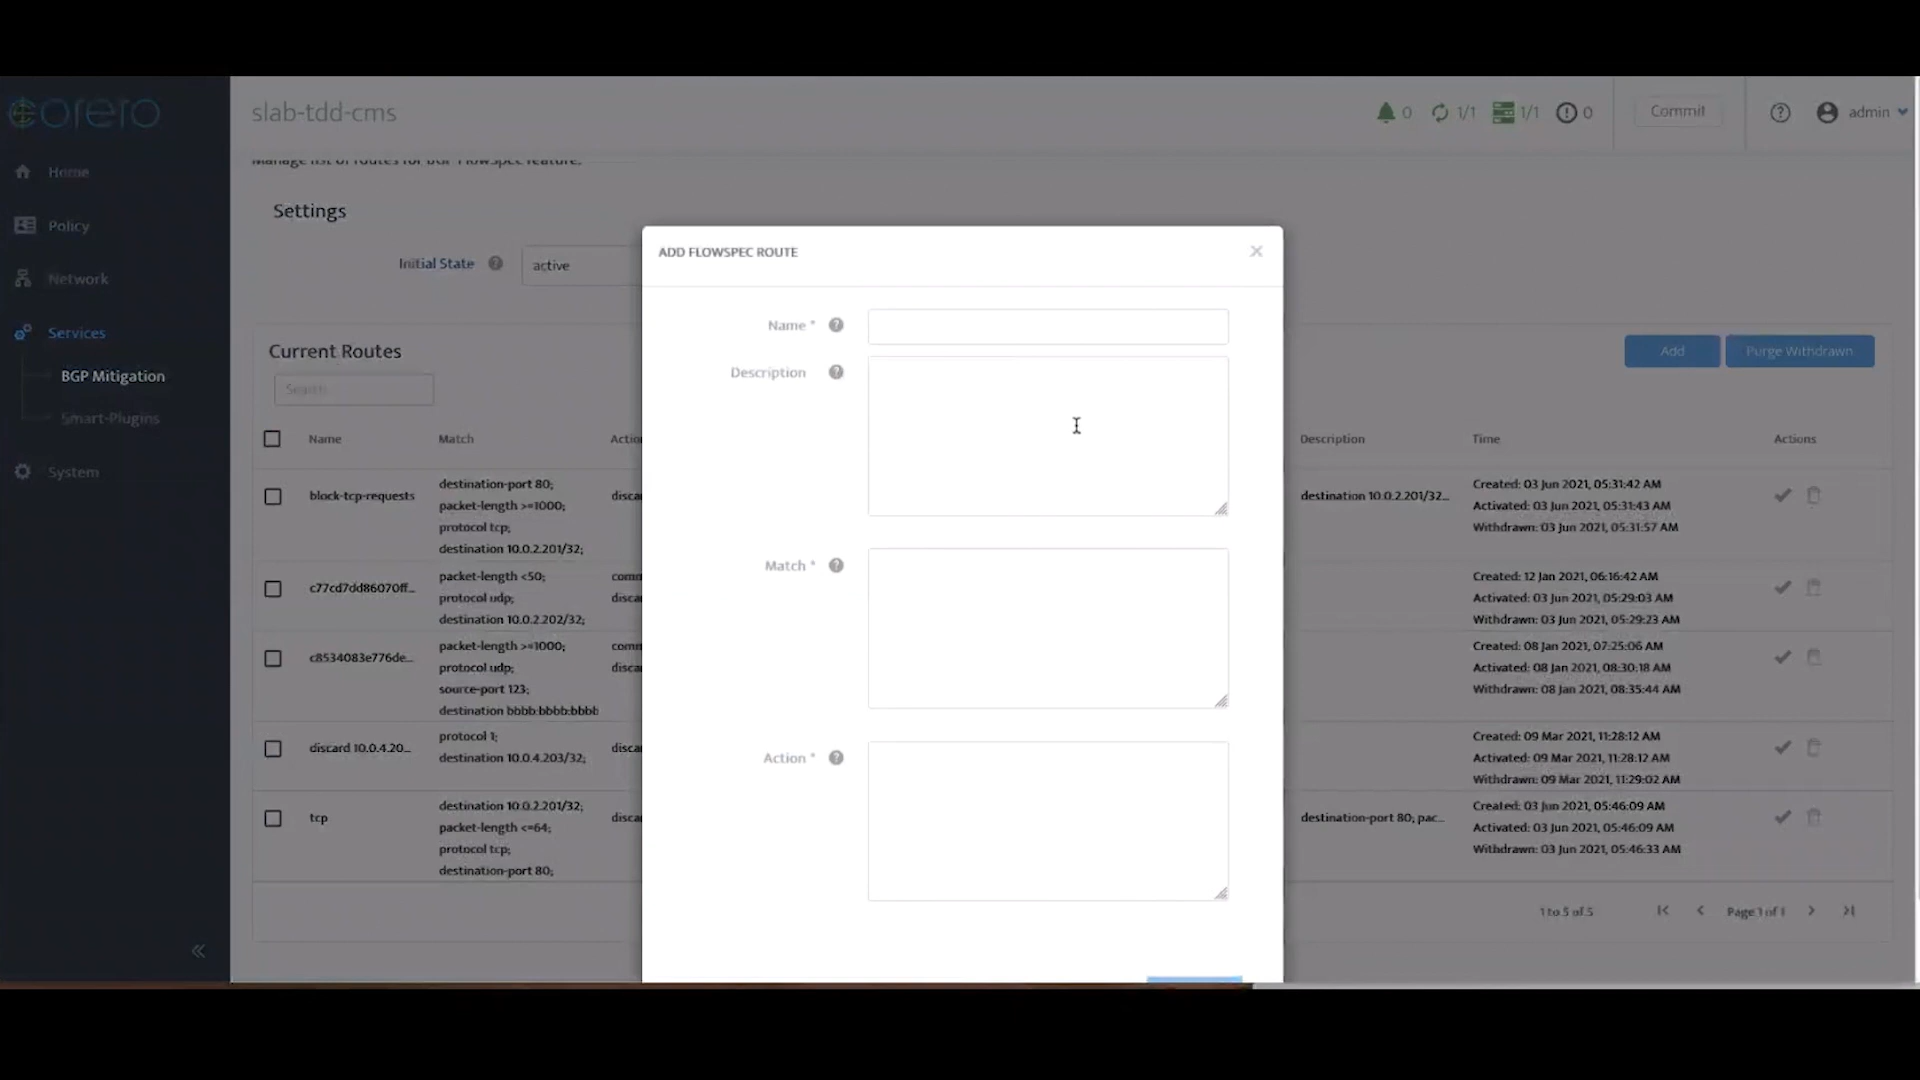 corero
slab-tdd-cms
0
1/1
1/1
0
Commit
admin
Home
Policy
Network
Services
BGP Mitigation
Smart-Plugins
System
Manage list of routes for BGP Flowspec feature.
Settings
Initial State
active
Current Routes
Search...
Add
Purge Withdrawn
Name
Match
Actio
Description
Time
Actions
block-tcp-requests
destination-port 80;
packet-length >=1000;
protocol tcp;
destination 10.0.2.201/32;
discar
destination 10.0.2.201/32...
Created: 03 Jun 2021, 05:31:42 AM
Activated: 03 Jun 2021, 05:31:43 AM
Withdrawn: 03 Jun 2021, 05:31:57 AM
c77cd7dd86070ff...
packet-length <50;
protocol udp;
destination 10.0.2.202/32;
comm
discar
Created: 12 Jan 2021, 06:16:42 AM
Activated: 03 Jun 2021, 05:29:03 AM
Withdrawn: 03 Jun 2021, 05:29:23 AM
c8534083e776de...
packet-length >=1000;
protocol udp;
source-port 123;
destination bbbb:bbbb:bbbb
comm
discar
Created: 08 Jan 2021, 07:25:06 AM
Activated: 08 Jan 2021, 08:30:18 AM
Withdrawn: 08 Jan 2021, 08:35:44 AM
discard 10.0.4.20...
protocol 1;
destination 10.0.4.203/32;
discar
Created: 09 Mar 2021, 11:28:12 AM
Activated: 09 Mar 2021, 11:28:12 AM
Withdrawn: 09 Mar 2021, 11:29:02 AM
tcp
destination 10.0.2.201/32;
packet-length <=64;
protocol tcp;
destination-port 80;
discar
destination-port 80; pac...
Created: 03 Jun 2021, 05:46:09 AM
Activated: 03 Jun 2021, 05:46:09 AM
Withdrawn: 03 Jun 2021, 05:46:33 AM
1 to 5 of 5
Page 1 of 1
ADD FLOWSPEC ROUTE
Name *
Description
Match *
Action *